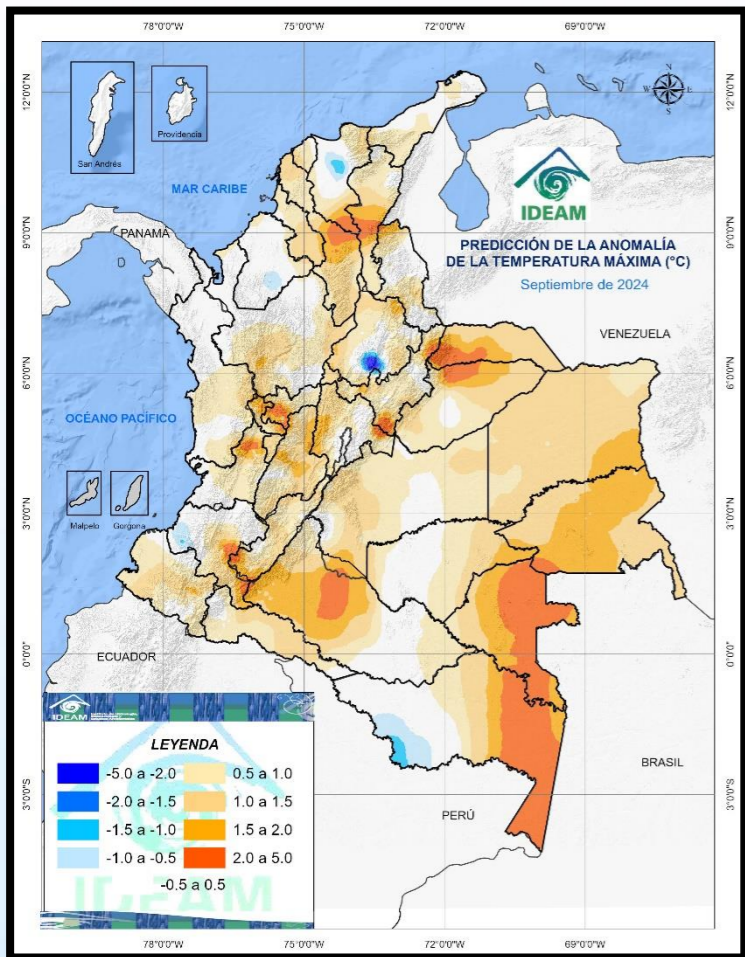 78°0'0"W
75°0'0"W
72°0'0"W
69°0'0"W
12°0'0"N
9°0'0"N
6°0'0"N
3°0'0"N
0°0'0"
3°0'0"S
12°0'0"N
9°0'0"N
6°0'0"N
3°0'0"N
0°0'0"
3°0'0"S
N
W
E
S
San Andrés
Providencia
MAR CARIBE
PANAMÁ
IDEAM
PREDICCIÓN DE LA ANOMALÍA
DE LA TEMPERATURA MÁXIMA (°C)
Septiembre de 2024
VENEZUELA
OCÉANO PACÍFICO
Malpelo
Gorgona
ECUADOR
BRASIL
PERÚ
IDEAM
LEYENDA
-5.0 a -2.0
0.5 a 1.0
-2.0 a -1.5
1.0 a 1.5
-1.5 a -1.0
1.5 a 2.0
-1.0 a -0.5
2.0 a 5.0
-0.5 a 0.5
IDEAM
78°0'0"W
75°0'0"W
72°0'0"W
69°0'0"W